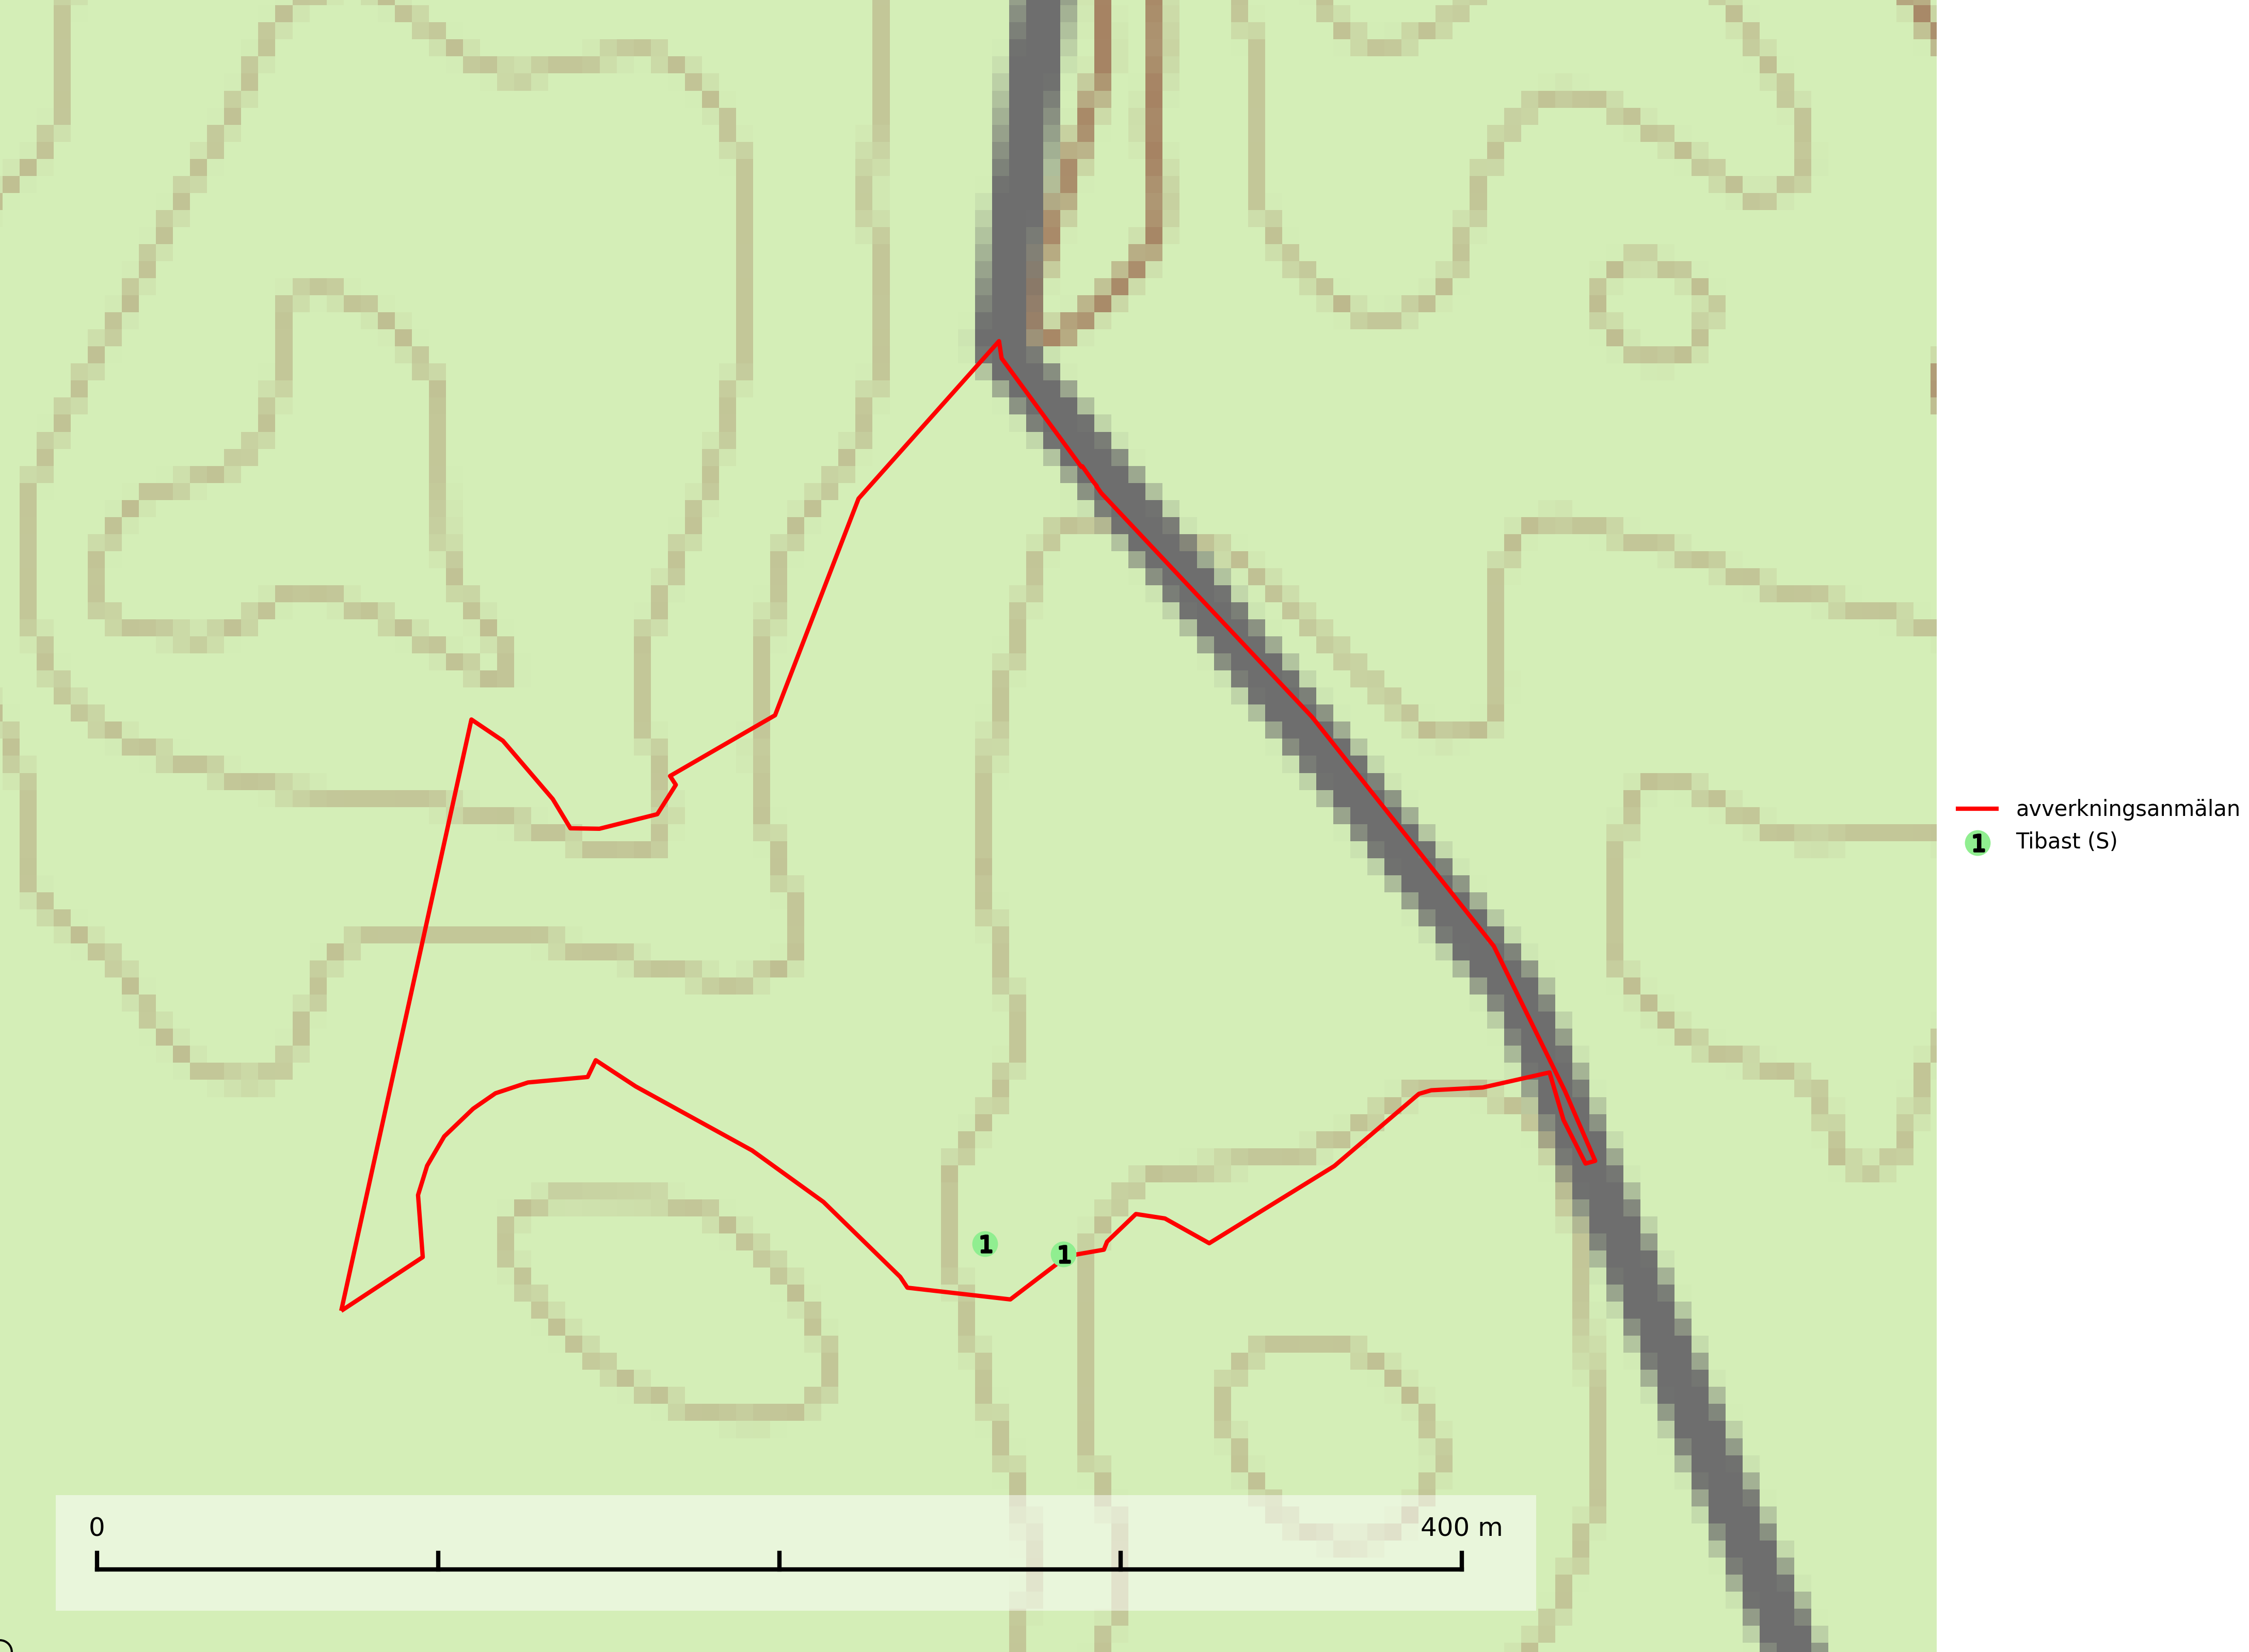 avverkningsanmälan
1 Tibast (S)
1
1
0 400 m